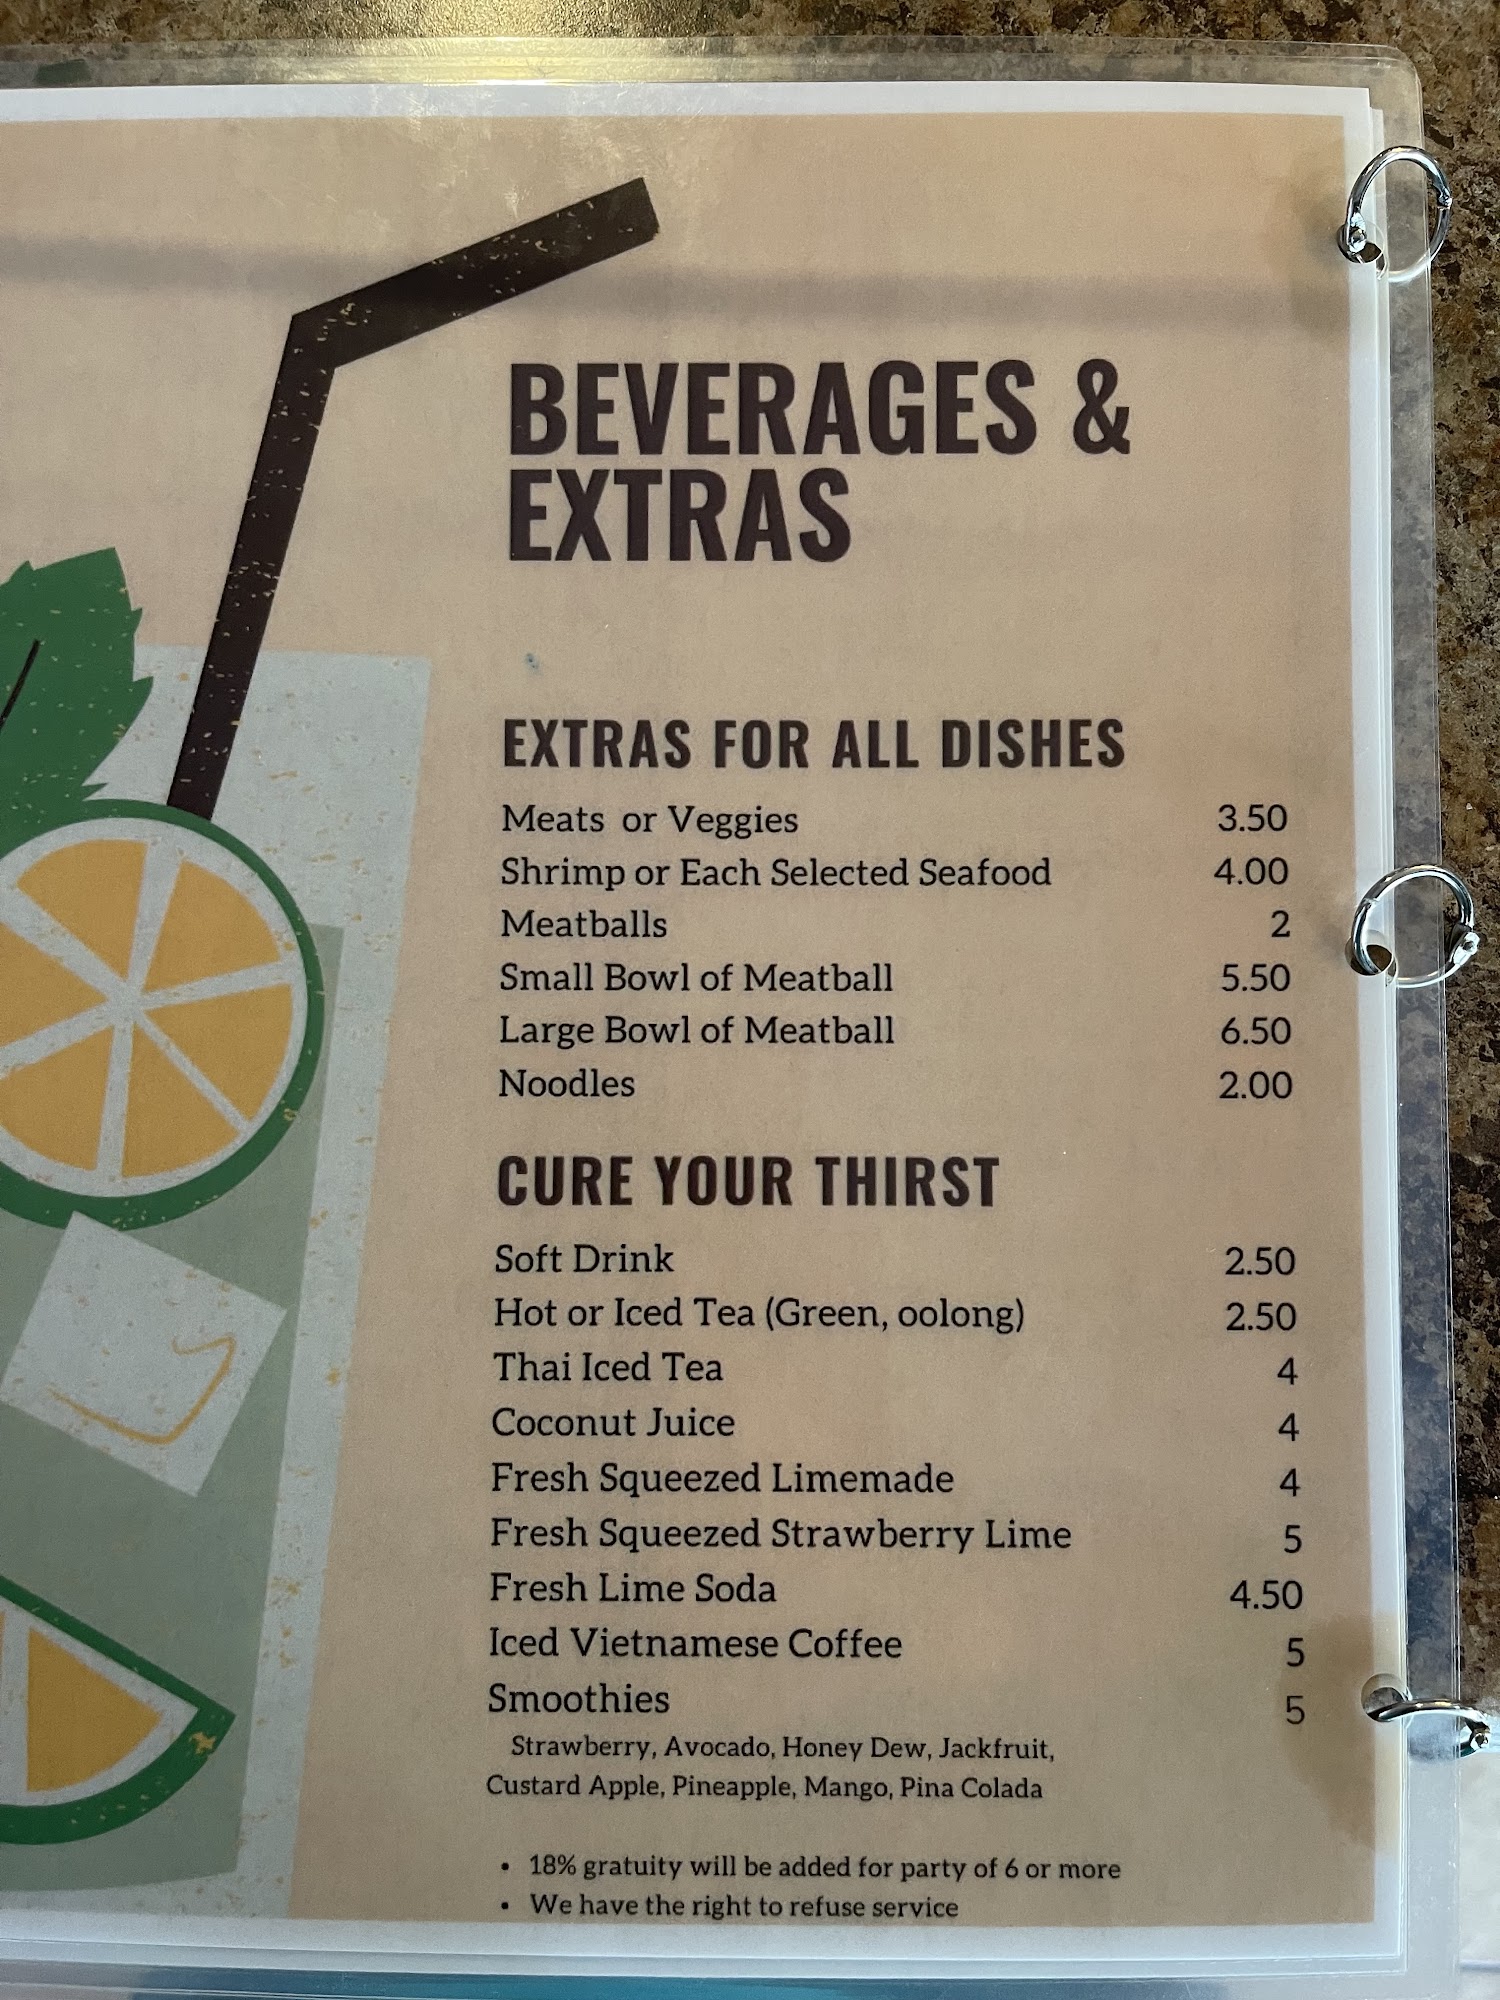 BEVERAGES &
EXTRAS
EXTRAS FOR ALL DISHES
Meats or Veggies 3.50
Shrimp or Each Selected Seafood 4.00
Meatballs 2
Small Bowl of Meatball 5.50
Large Bowl of Meatball 6.50
Noodles 2.00
CURE YOUR THIRST
Soft Drink 2.50
Hot or Iced Tea (Green, oolong) 2.50
Thai Iced Tea 4
Coconut Juice 4
Fresh Squeezed Limemade 4
Fresh Squeezed Strawberry Lime 5
Fresh Lime Soda 4.50
Iced Vietnamese Coffee 5
Smoothies 5
Strawberry, Avocado, Honey Dew, Jackfruit,
Custard Apple, Pineapple, Mango, Pina Colada
• 18% gratuity will be added for party of 6 or more
• We have the right to refuse service